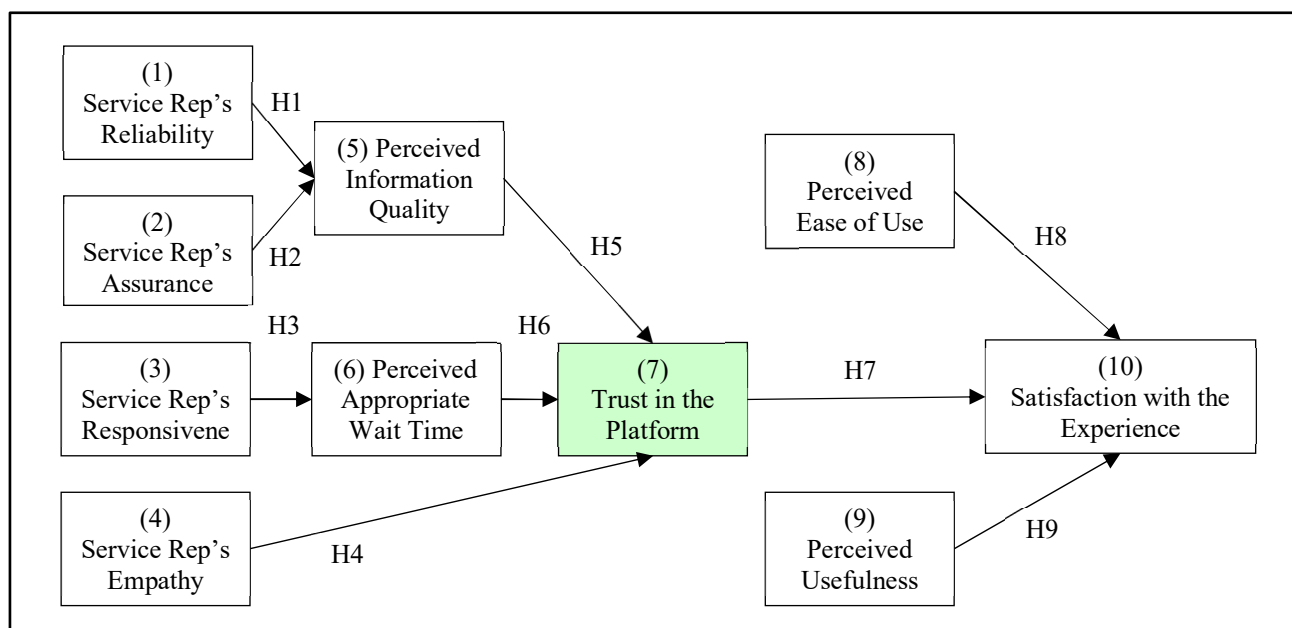 (1)
Service Rep's
Reliability
H1
(2)
Service Rep's
Assurance
H2
(5) Perceived
Information
Quality
H5
(3)
Service Rep's
Responsivene
H3
(6) Perceived
Appropriate
Wait Time
H6
(7)
Trust in the
Platform
H7
(4)
Service Rep's
Empathy
H4
(8)
Perceived
Ease of Use
H8
(9)
Perceived
Usefulness
H9
(10)
Satisfaction with the
Experience